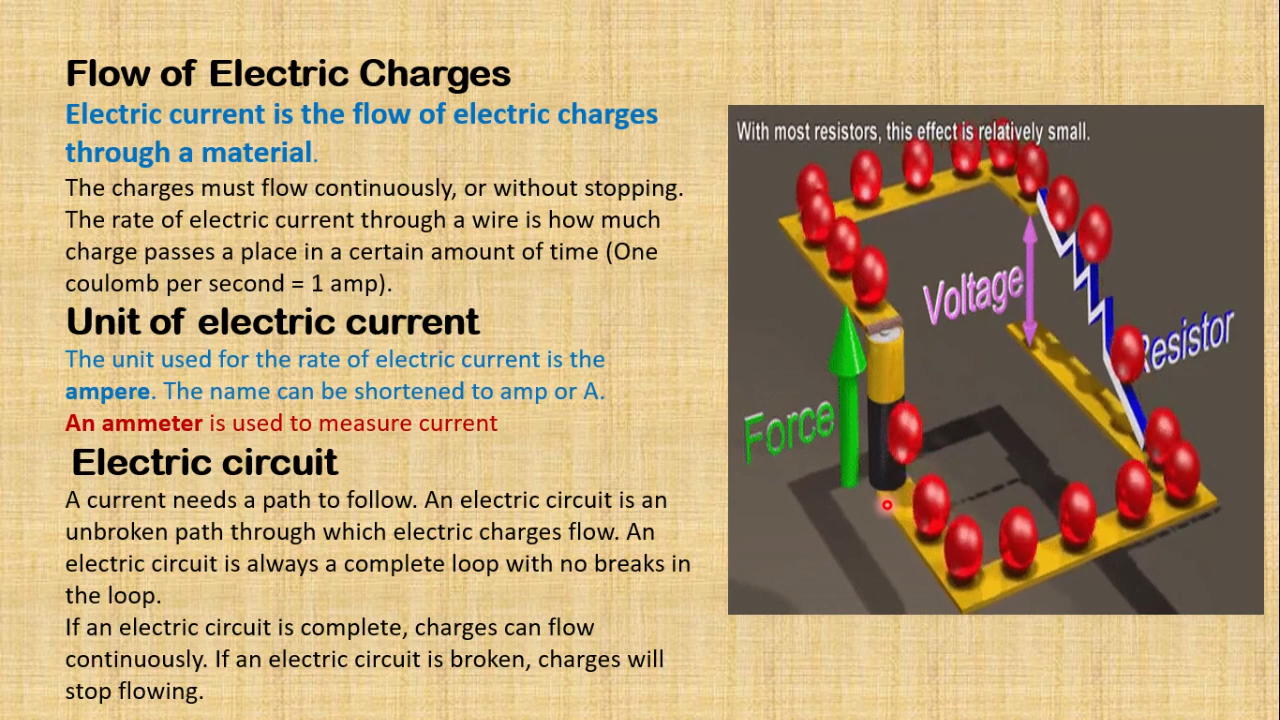 Flow of Electric Charges
Electric current is the flow of electric charges
through a material.
The charges must flow continuously, or without stopping.
The rate of electric current through a wire is how much
charge passes a place in a certain amount of time (One
coulomb per second = 1 amp).
Unit of electric current
The unit used for the rate of electric current is the
ampere. The name can be shortened to amp or A.
An ammeter is used to measure current
Electric circuit
A current needs a path to follow. An electric circuit is an
unbroken path through which electric charges flow. An
electric circuit is always a complete loop with no breaks in
the loop.
If an electric circuit is complete, charges can flow
continuously. If an electric circuit is broken, charges will
stop flowing.
With most resistors, this effect is relatively small.
Voltage
Resistor
Force